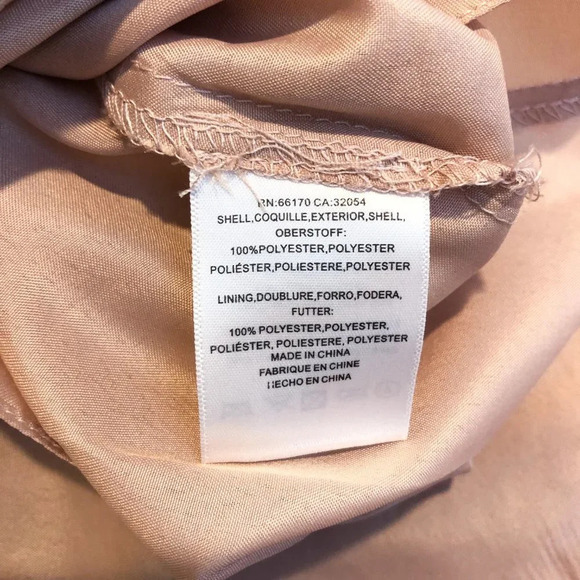 RN:66170 CA:32054
SHELL,COQUILLE,EXTERIOR,SHELL,
OBERSTOFF:
100%POLYESTER,POLYESTER
POLIÉSTER,POLIESTERE,POLYESTER
LINING,DOUBLURE,FORRO,FODERA,
FUTTER:
100% POLYESTER,POLYESTER,
POLIÉSTER, POLIESTERE, POLYESTER
MADE IN CHINA
FABRIQUE EN CHINE
HECHO EN CHINA